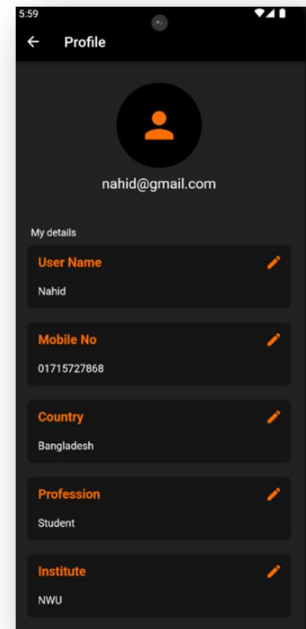 5:59
Profile
nahid@gmail.com
My details
User Name
Nahid
Mobile No
01715727868
Country
Bangladesh
Profession
Student
Institute
NWU